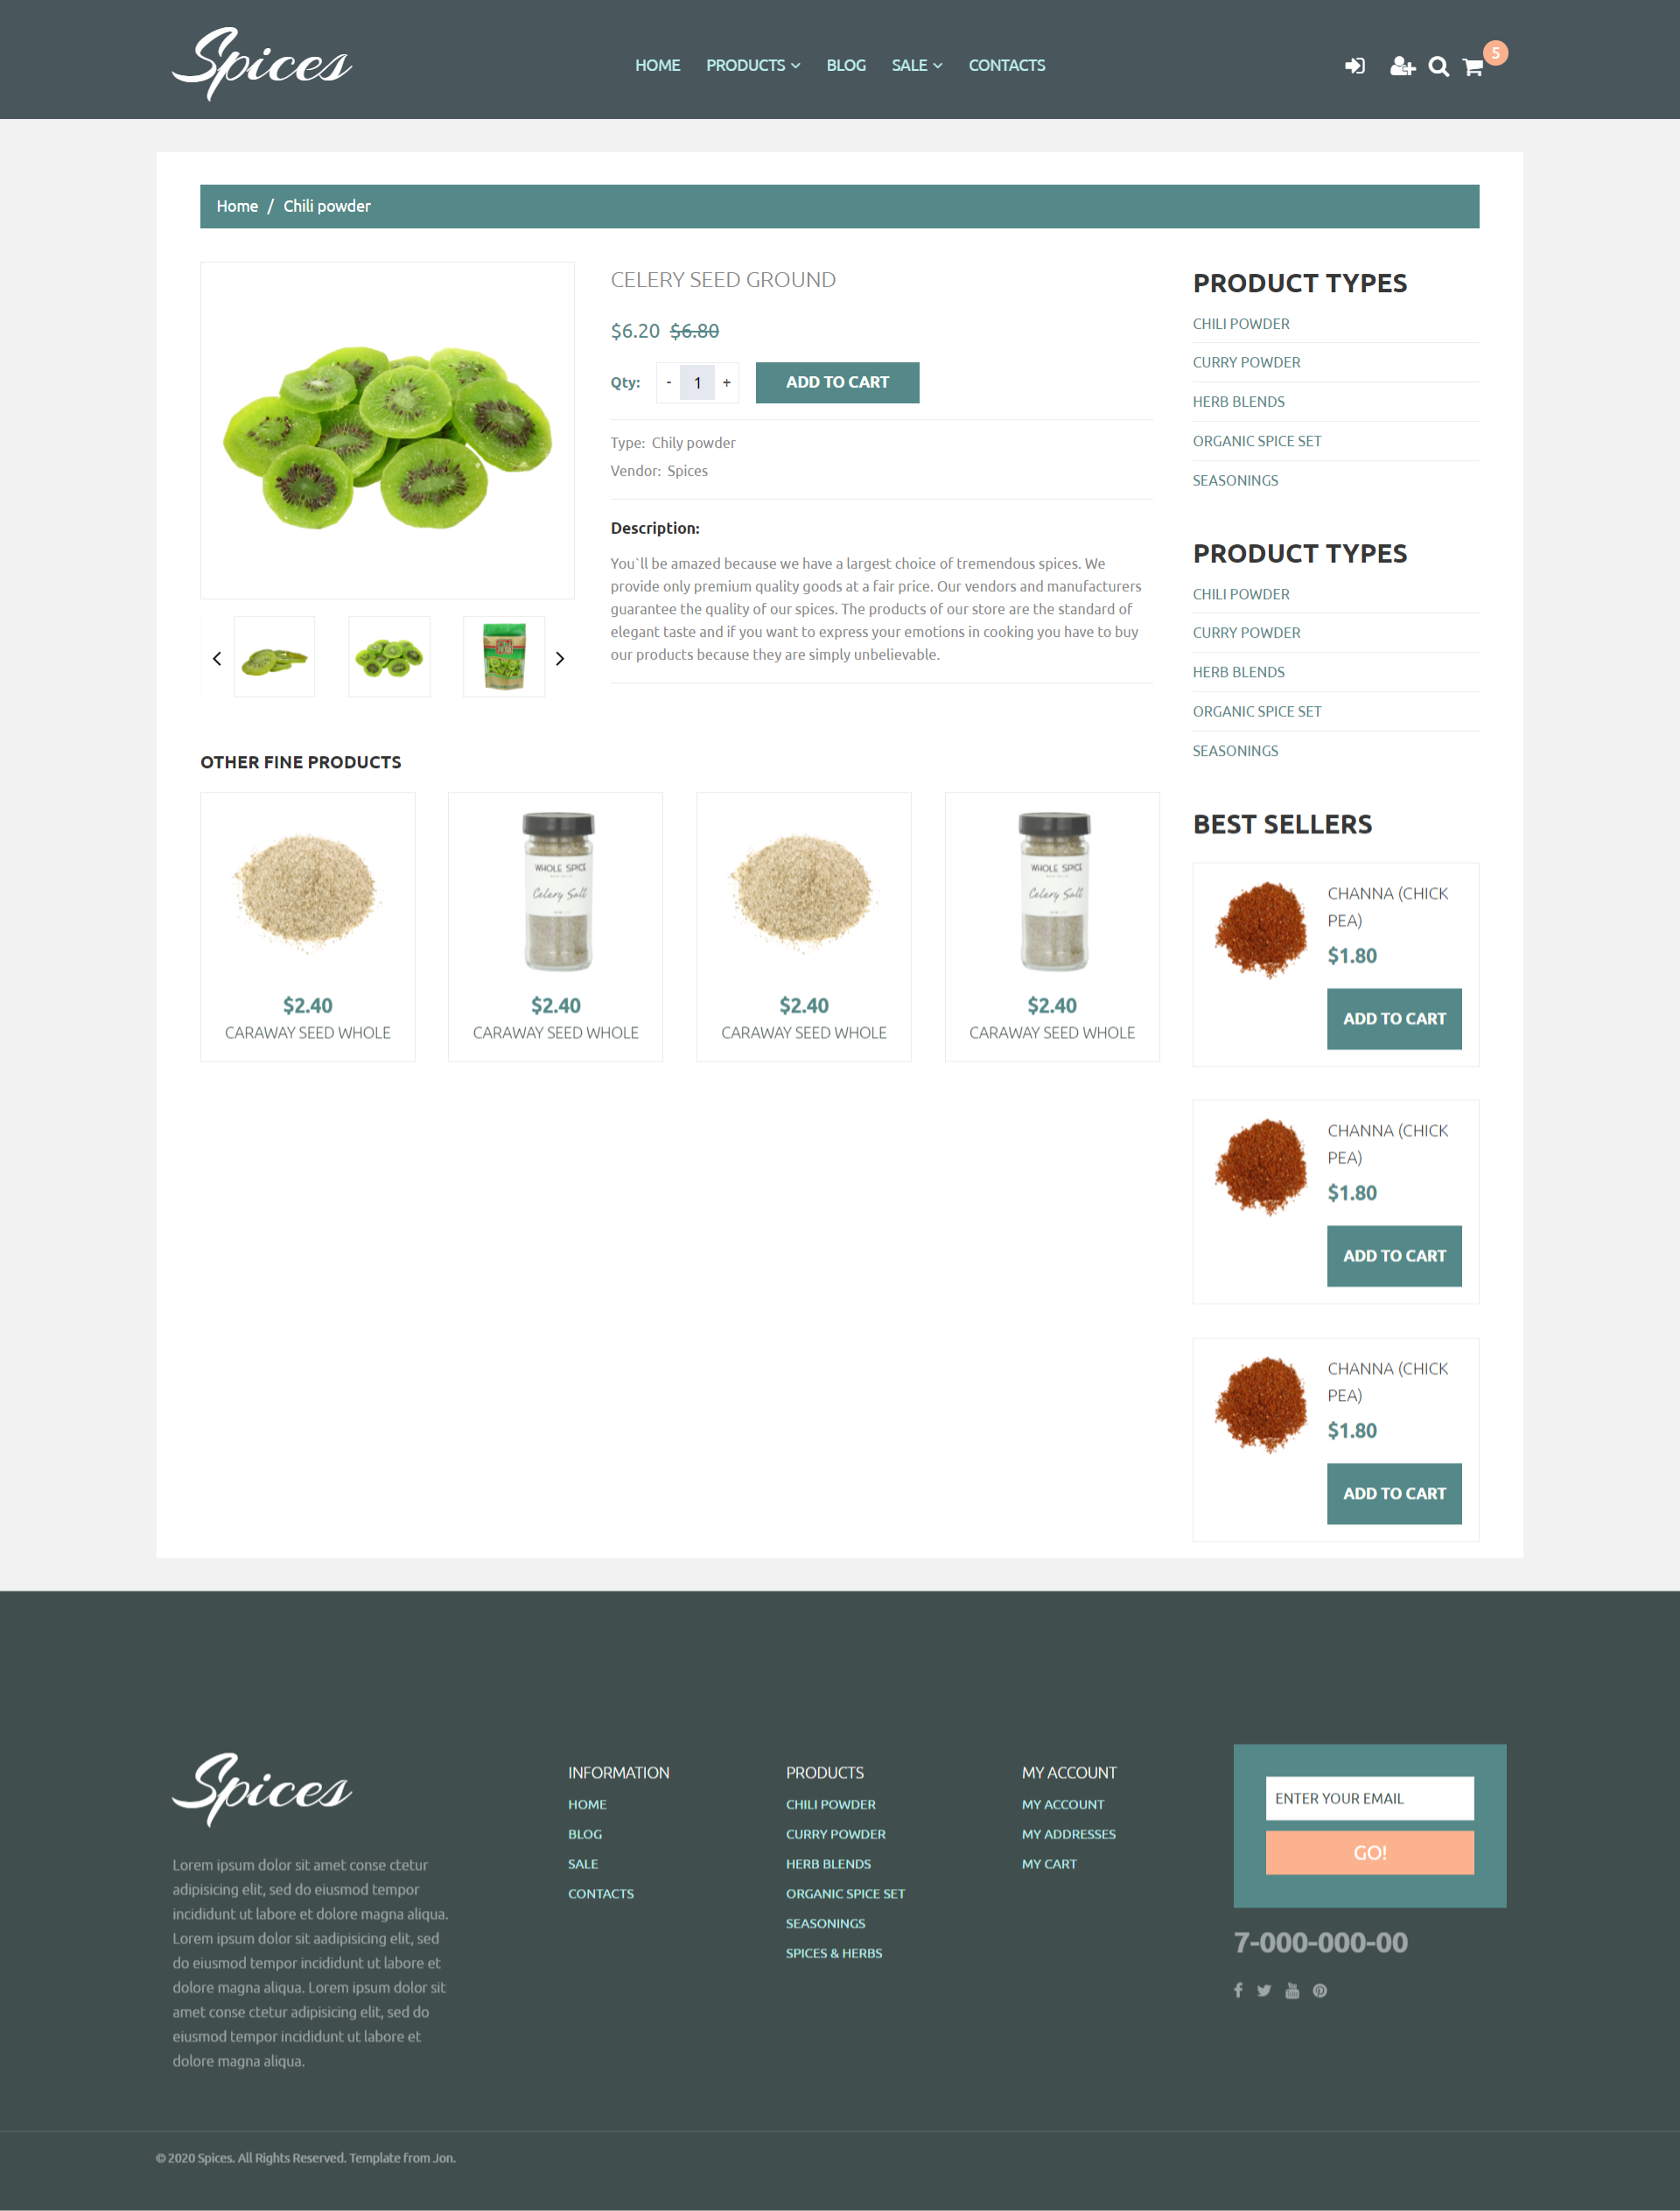 Spices
HOME PRODUCTS BLOG SALE CONTACTS
5
Home / Chili powder
CELERY SEED GROUND
$6.20 $6.80
Qty: - 1 + ADD TO CART
Type: Chily powder
Vendor: Spices
Description:
You`ll be amazed because we have a largest choice of tremendous spices. We
provide only premium quality goods at a fair price. Our vendors and manufacturers
guarantee the quality of our spices. The products of our store are the standard of
elegant taste and if you want to express your emotions in cooking you have to buy
our products because they are simply unbelievable.
PRODUCT TYPES
CHILI POWDER
CURRY POWDER
HERB BLENDS
ORGANIC SPICE SET
SEASONINGS
PRODUCT TYPES
CHILI POWDER
CURRY POWDER
HERB BLENDS
ORGANIC SPICE SET
SEASONINGS
OTHER FINE PRODUCTS
$2.40
CARAWAY SEED WHOLE
WHOLE SPICE
Celery Salt
$2.40
CARAWAY SEED WHOLE
$2.40
CARAWAY SEED WHOLE
WHOLE SPICE
Celery Salt
$2.40
CARAWAY SEED WHOLE
BEST SELLERS
CHANNA (CHICK
PEA)
$1.80
ADD TO CART
CHANNA (CHICK
PEA)
$1.80
ADD TO CART
CHANNA (CHICK
PEA)
$1.80
ADD TO CART
Spices
Lorem ipsum dolor sit amet conse ctetur
adipisicing elit, sed do eiusmod tempor
incididunt ut labore et dolore magna aliqua.
Lorem ipsum dolor sit aadipisicing elit, sed
do eiusmod tempor incididunt ut labore et
dolore magna aliqua. Lorem ipsum dolor sit
amet conse ctetur adipisicing elit, sed do
eiusmod tempor incididunt ut labore et
dolore magna aliqua.
INFORMATION
HOME
BLOG
SALE
CONTACTS
PRODUCTS
CHILI POWDER
CURRY POWDER
HERB BLENDS
ORGANIC SPICE SET
SEASONINGS
SPICES & HERBS
MY ACCOUNT
MY ACCOUNT
MY ADDRESSES
MY CART
ENTER YOUR EMAIL
GO!
7-000-000-00
© 2020 Spices. All Rights Reserved. Template from Jon.